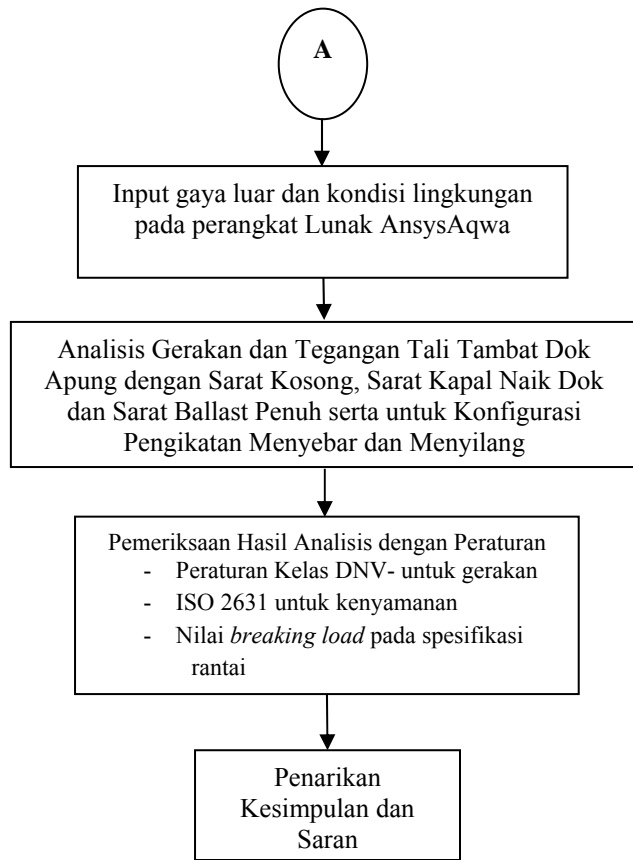 A
Input gaya luar dan kondisi lingkungan
pada perangkat Lunak AnsysAqwa
Analisis Gerakan dan Tegangan Tali Tambat Dok
Apung dengan Sarat Kosong, Sarat Kapal Naik Dok
dan Sarat Ballast Penuh serta untuk Konfigurasi
Pengikatan Menyebar dan Menyilang
Pemeriksaan Hasil Analisis dengan Peraturan
- Peraturan Kelas DNV- untuk gerakan
- ISO 2631 untuk kenyamanan
- Nilai breaking load pada spesifikasi
rantai
Penarikan
Kesimpulan dan
Saran